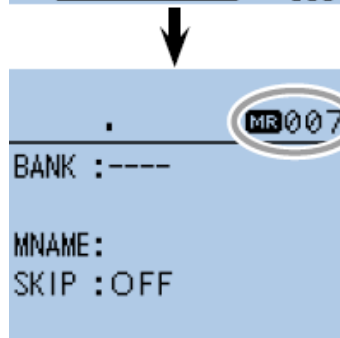 . MR007
BANK :----
MNAME:
SKIP :OFF